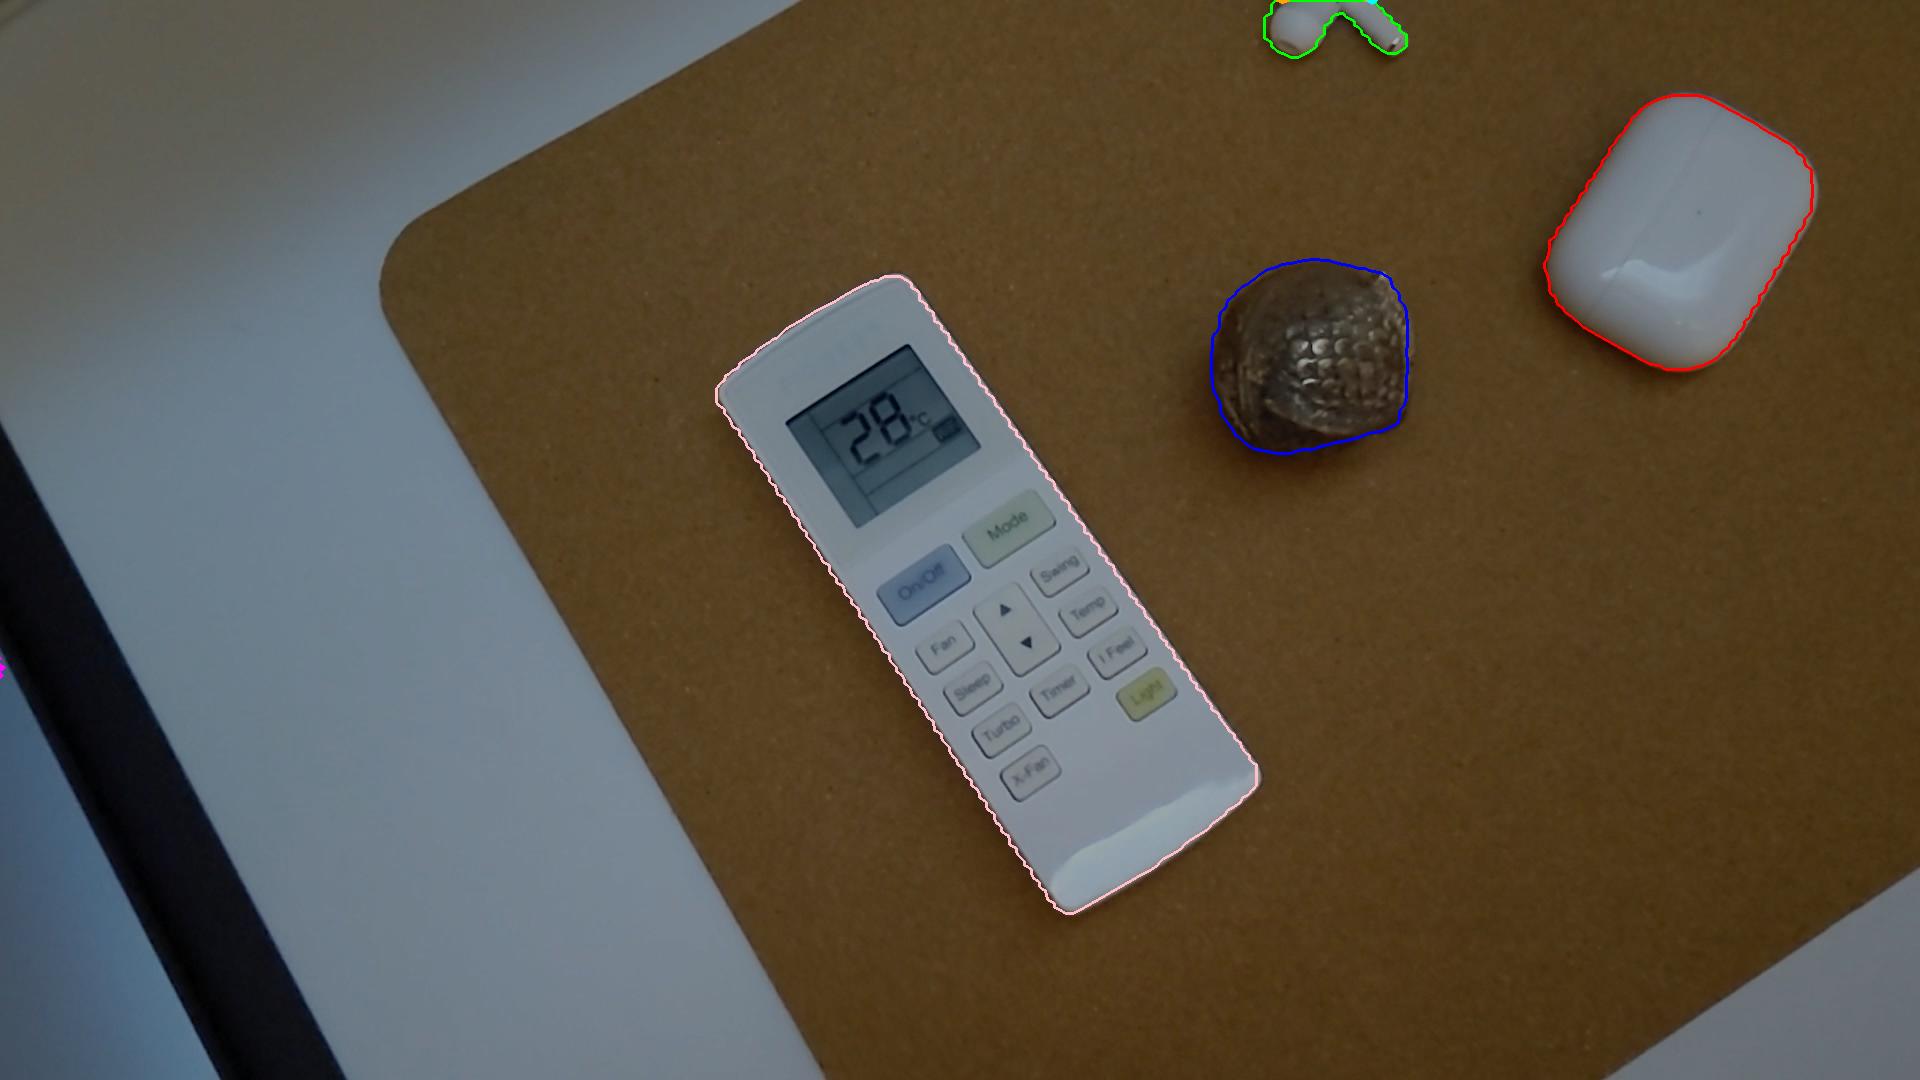 28°C
On/Off Mode
Swing
Fan Temp
Sleep I Feel
Timer Light
Turbo
X-Fan